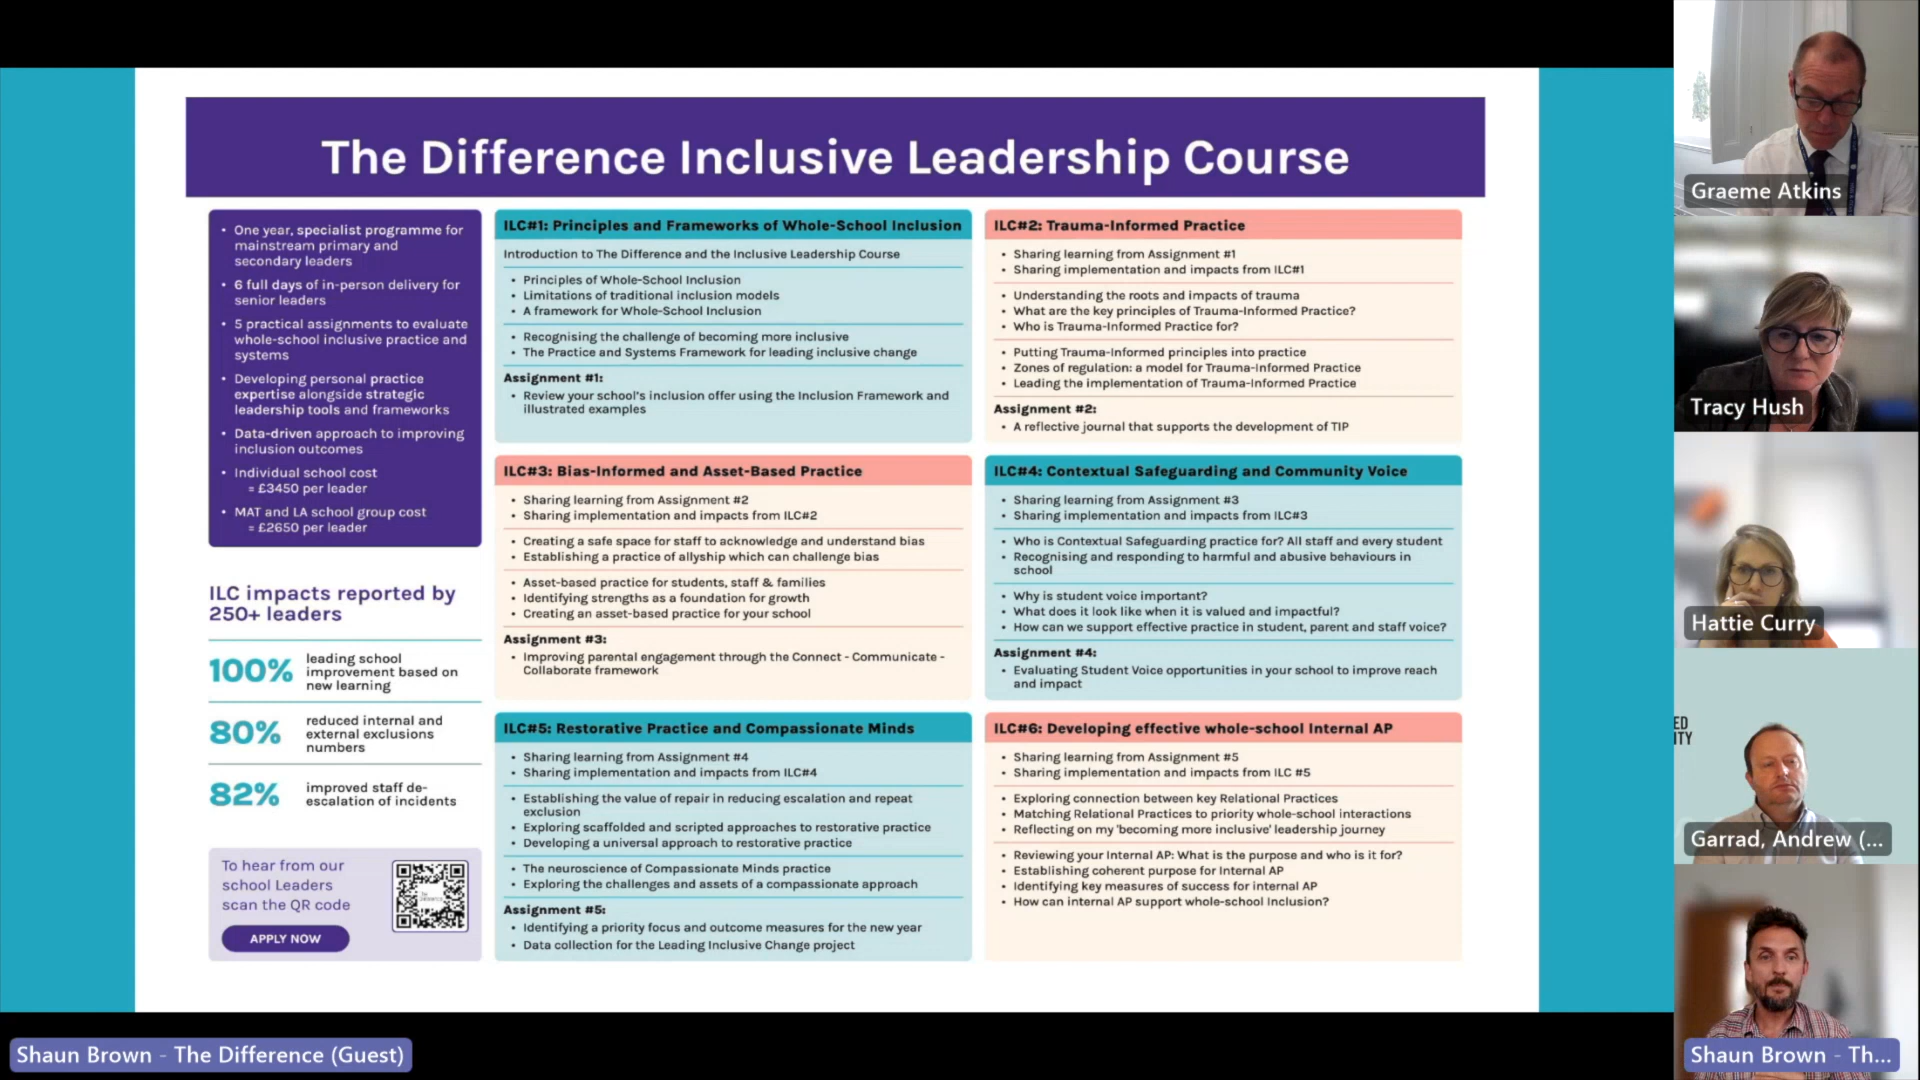 The Difference Inclusive Leadership Course
• One year, specialist programme for
mainstream primary and
secondary leaders
• 6 full days of in-person delivery for
senior leaders
• 5 practical assignments to evaluate
whole-school inclusive practice and
systems
• Developing personal practice
expertise alongside strategic
leadership tools and frameworks
• Data-driven approach to improving
inclusion outcomes
• Individual school cost
= £3450 per leader
• MAT and LA school group cost
= £2650 per leader
ILC impacts reported by
250+ leaders
100%
leading school
improvement based on
new learning
80%
reduced internal and
external exclusions
numbers
82%
improved staff de-
escalation of incidents
To hear from our
school Leaders
scan the QR code
APPLY NOW
ILC#1: Principles and Frameworks of Whole-School Inclusion
Introduction to The Difference and the Inclusive Leadership Course
• Principles of Whole-School Inclusion
• Limitations of traditional inclusion models
• A framework for Whole-School Inclusion
• Recognising the challenge of becoming more inclusive
• The Practice and Systems Framework for leading inclusive change
Assignment #1:
• Review your school's inclusion offer using the Inclusion Framework and
illustrated examples
ILC#2: Trauma-Informed Practice
• Sharing learning from Assignment #1
• Sharing implementation and impacts from ILC#1
• Understanding the roots and impacts of trauma
• What are the key principles of Trauma-Informed Practice?
• Who is Trauma-Informed Practice for?
• Putting Trauma-Informed principles into practice
• Zones of regulation: a model for Trauma-Informed Practice
• Leading the implementation of Trauma-Informed Practice
Assignment #2:
• A reflective journal that supports the development of TIP
ILC#3: Bias-Informed and Asset-Based Practice
• Sharing learning from Assignment #2
• Sharing implementation and impacts from ILC#2
• Creating a safe space for staff to acknowledge and understand bias
• Establishing a practice of allyship which can challenge bias
• Asset-based practice for students, staff & families
• Identifying strengths as a foundation for growth
• Creating an asset-based practice for your school
Assignment #3:
• Improving parental engagement through the Connect - Communicate -
Collaborate framework
ILC#4: Contextual Safeguarding and Community Voice
• Sharing learning from Assignment #3
• Sharing implementation and impacts from ILC#3
• Who is Contextual Safeguarding practice for? All staff and every student
• Recognising and responding to harmful and abusive behaviours in
school
• Why is student voice important?
• What does it look like when it is valued and impactful?
• How can we support effective practice in student, parent and staff voice?
Assignment #4:
• Evaluating Student Voice opportunities in your school to improve reach
and impact
ILC#5: Restorative Practice and Compassionate Minds
• Sharing learning from Assignment #4
• Sharing implementation and impacts from ILC#4
• Establishing the value of repair in reducing escalation and repeat
exclusion
• Exploring scaffolded and scripted approaches to restorative practice
• Developing a universal approach to restorative practice
• The neuroscience of Compassionate Minds practice
• Exploring the challenges and assets of a compassionate approach
Assignment #5:
• Identifying a priority focus and outcome measures for the new year
• Data collection for the Leading Inclusive Change project
ILC#6: Developing effective whole-school Internal AP
• Sharing learning from Assignment #5
• Sharing implementation and impacts from ILC #5
• Exploring connection between key Relational Practices
• Matching Relational Practices to priority whole-school interactions
• Reflecting on my 'becoming more inclusive' leadership journey
• Reviewing your Internal AP: What is the purpose and who is it for?
• Establishing coherent purpose for Internal AP
• Identifying key measures of success for internal AP
• How can internal AP support whole-school Inclusion?
Graeme Atkins
Tracy Hush
Hattie Curry
ED
ITY
Garrad, Andrew (...
Shaun Brown - Th...
Shaun Brown - The Difference (Guest)